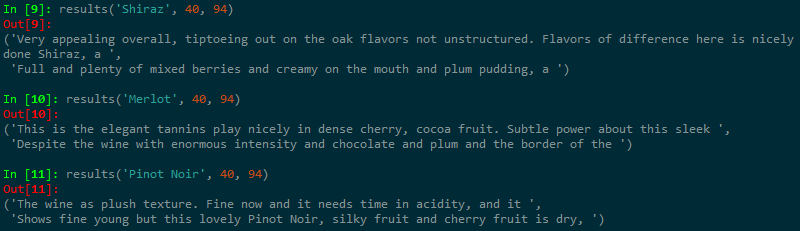 In [9]: results('Shiraz', 40, 94)
Out[9]:
('Very appealing overall, tiptoeing out on the oak flavors not unstructured. Flavors of difference here is nicely
done Shiraz, a ',
 'Full and plenty of mixed berries and creamy on the mouth and plum pudding, a ')
In [10]: results('Merlot', 40, 94)
Out[10]:
('This is the elegant tannins play nicely in dense cherry, cocoa fruit. Subtle power about this sleek ',
 'Despite the wine with enormous intensity and chocolate and plum and the border of the ')
In [11]: results('Pinot Noir', 40, 94)
Out[11]:
('The wine as plush texture. Fine now and it needs time in acidity, and it ',
 'Shows fine young but this lovely Pinot Noir, silky fruit and cherry fruit is dry, ')